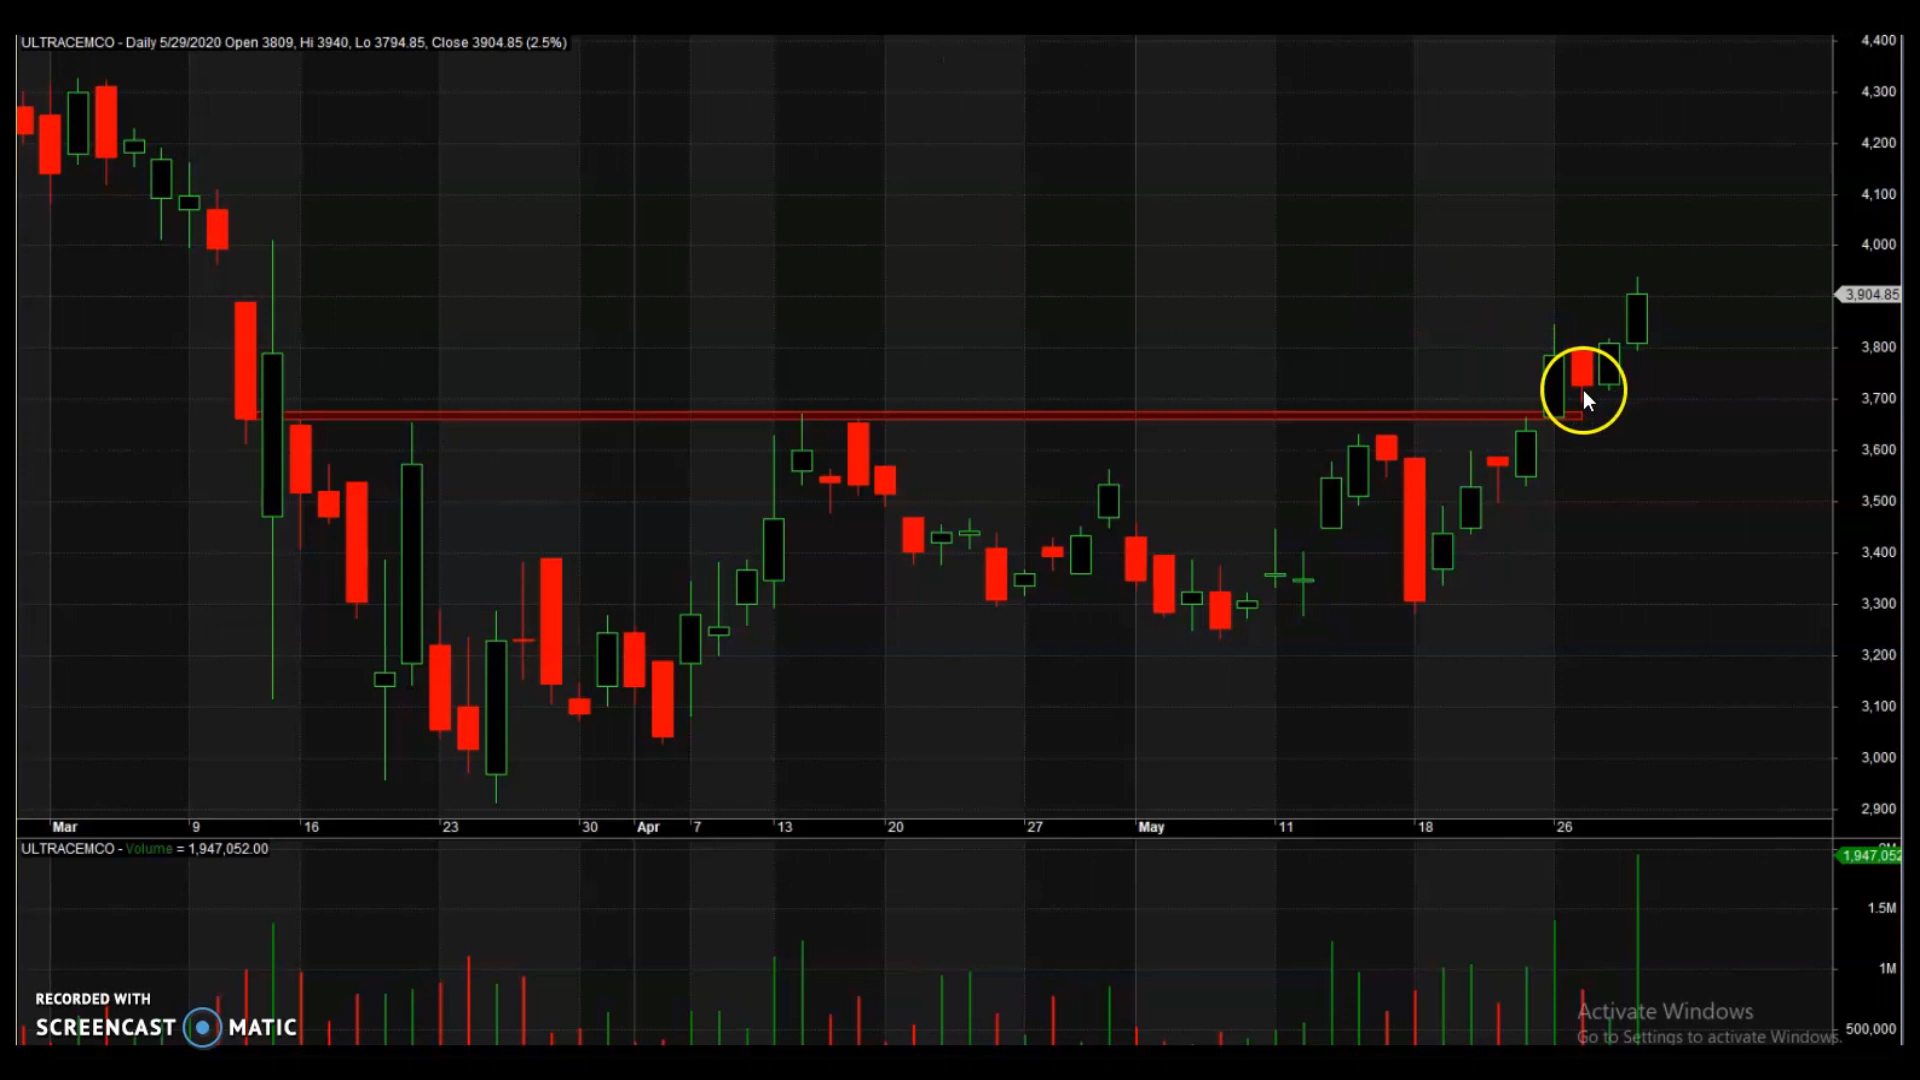 ULTRACEMCO - Daily 5/29/2020 Open 3809, Hi 3940, Lo 3794.85, Close 3904.85 (2.5%)
4,400
4,300
4,200
4,100
4,000
3,904.85
3,800
3,700
3,600
3,500
3,400
3,300
3,200
3,100
3,000
2,900
Mar 9 16 23 30 Apr 7 13 20 27 May 11 18 26
ULTRACEMCO - Volume = 1,947,052.00
1,947,052
1.5M
1M
500,000
RECORDED WITH
SCREENCAST MATIC
Activate Windows
Go to Settings to activate Windows.